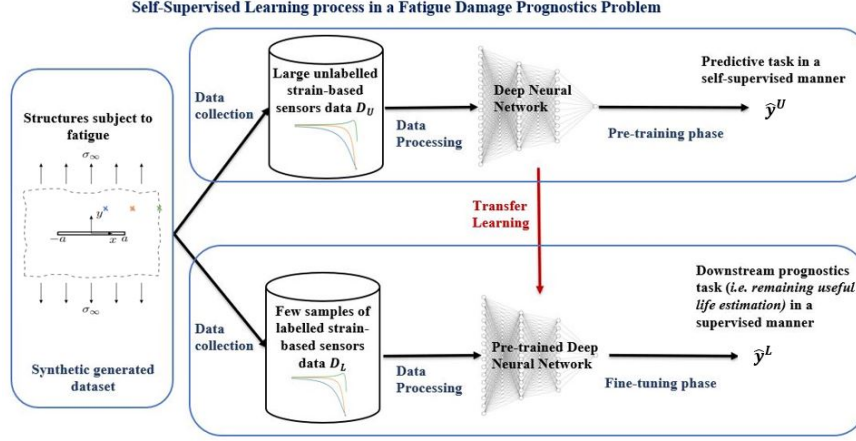 Self-Supervised Learning process in a Fatigue Damage Prognostics Problem
Structures subject to
fatigue
σ∞
y
−a
x
a
σ∞
Synthetic generated
dataset
Data
collection
Large unlabelled
strain-based
sensors data D_U
Data
Processing
Deep Neural
Network
Pre-training phase
Predictive task in a
self-supervised manner
ŷ^U
Transfer
Learning
Data
collection
Few samples of
labelled strain-
based sensors
data D_L
Data
Processing
Pre-trained Deep
Neural Network
Fine-tuning phase
Downstream prognostics
task (i.e. remaining useful
life estimation) in a
supervised manner
ŷ^L